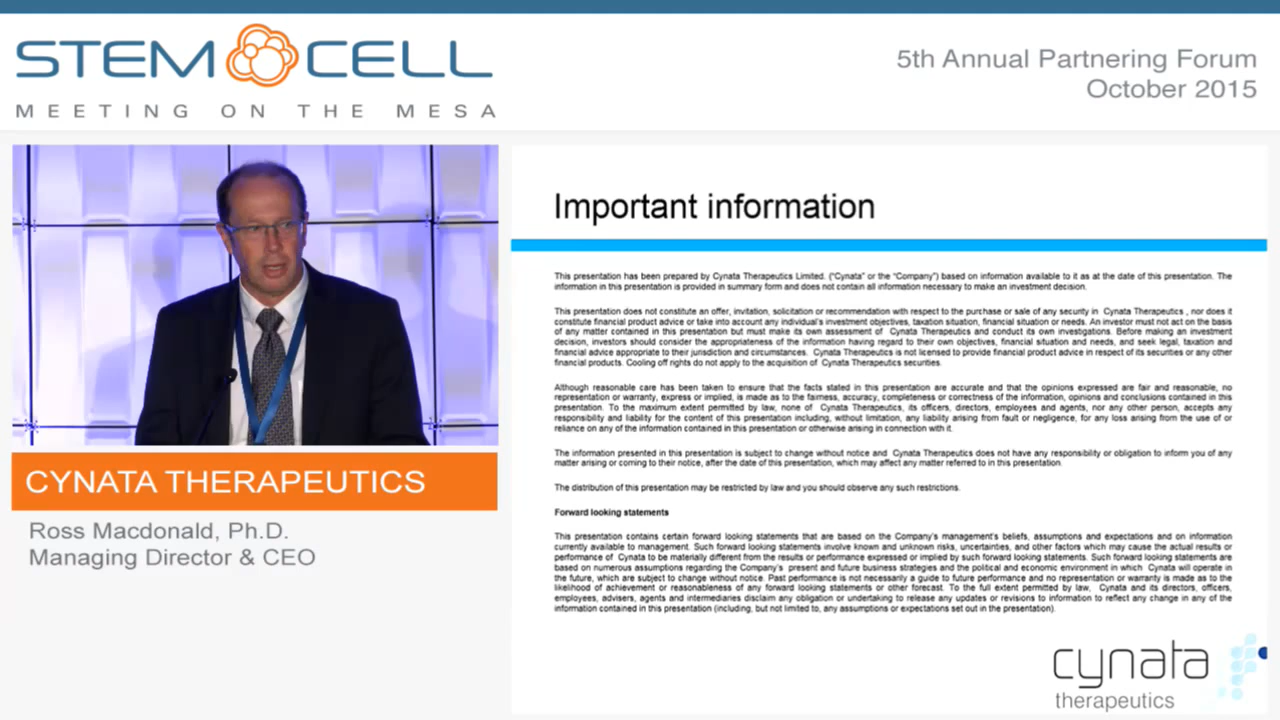 STEM CELL
MEETING ON THE MESA
5th Annual Partnering Forum
October 2015
CYNATA THERAPEUTICS
Ross Macdonald, Ph.D.
Managing Director & CEO
Important information
This presentation has been prepared by Cynata Therapeutics Limited. ("Cynata" or the "Company") based on information available to it as at the date of this presentation. The
information in this presentation is provided in summary form and does not contain all information necessary to make an investment decision.
This presentation does not constitute an offer, invitation, solicitation or recommendation with respect to the purchase or sale of any security in Cynata Therapeutics , nor does it
constitute financial product advice or take into account any individual's investment objectives, taxation situation, financial situation or needs. An investor must not act on the basis
of any matter contained in this presentation but must make its own assessment of Cynata Therapeutics and conduct its own investigations. Before making an investment
decision, investors should consider the appropriateness of the information having regard to their own objectives, financial situation and needs, and seek legal, taxation and
financial advice appropriate to their jurisdiction and circumstances. Cynata Therapeutics is not licensed to provide financial product advice in respect of its securities or any other
financial products. Cooling off rights do not apply to the acquisition of Cynata Therapeutics securities.
Although reasonable care has been taken to ensure that the facts stated in this presentation are accurate and that the opinions expressed are fair and reasonable, no
representation or warranty, express or implied, is made as to the fairness, accuracy, completeness or correctness of the information, opinions and conclusions contained in this
presentation. To the maximum extent permitted by law, none of Cynata Therapeutics, its officers, directors, employees and agents, nor any other person, accepts any
responsibility and liability for the content of this presentation including, without limitation, any liability arising from fault or negligence, for any loss arising from the use of or
reliance on any of the information contained in this presentation or otherwise arising in connection with it.
The information presented in this presentation is subject to change without notice and Cynata Therapeutics does not have any responsibility or obligation to inform you of any
matter arising or coming to their notice, after the date of this presentation, which may affect any matter referred to in this presentation.
The distribution of this presentation may be restricted by law and you should observe any such restrictions.
Forward looking statements
This presentation contains certain forward looking statements that are based on the Company's management's beliefs, assumptions and expectations and on information
currently available to management. Such forward looking statements involve known and unknown risks, uncertainties, and other factors which may cause the actual results or
performance of Cynata to be materially different from the results or performance expressed or implied by such forward looking statements. Such forward looking statements are
based on numerous assumptions regarding the Company's present and future business strategies and the political and economic environment in which Cynata will operate in
the future, which are subject to change without notice. Past performance is not necessarily a guide to future performance and no representation or warranty is made as to the
likelihood of achievement or reasonableness of any forward looking statements or other forecast. To the full extent permitted by law, Cynata and its directors, officers,
employees, advisers, agents and intermediaries disclaim any obligation or undertaking to release any updates or revisions to information to reflect any change in any of the
information contained in this presentation (including, but not limited to, any assumptions or expectations set out in the presentation).
cynata
therapeutics